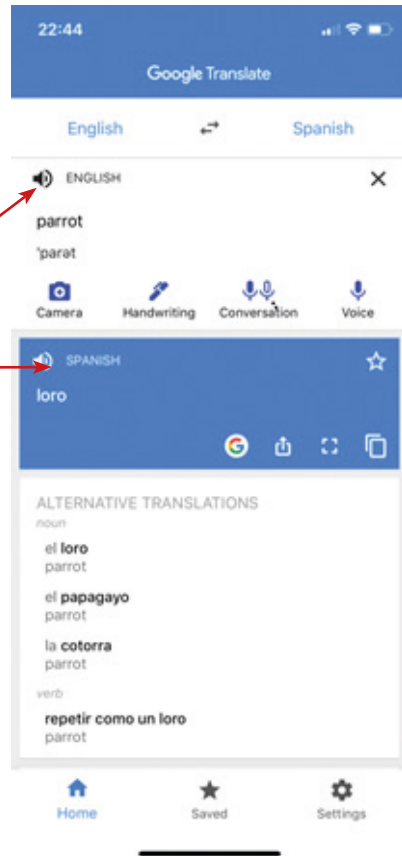 22:44
Google Translate
English Spanish
ENGLISH
parrot
'parət
Camera Handwriting Conversation Voice
SPANISH
loro
G
ALTERNATIVE TRANSLATIONS
noun
el loro
parrot
el papagayo
parrot
la cotorra
parrot
verb
repetir como un loro
parrot
Home Saved Settings